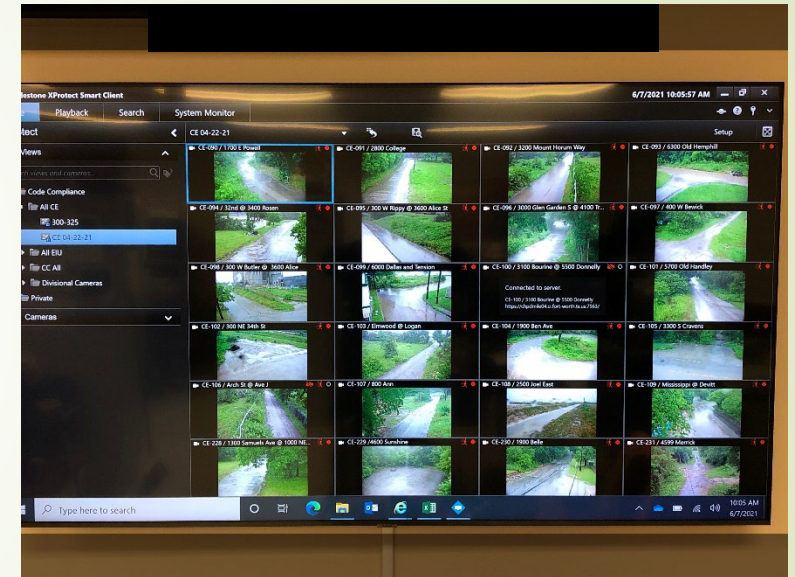 Milestone XProtect Smart Client
6/7/2021 10:05:57 AM
Playback Search System Monitor
CE 04-22-21 Setup
Views
Code Compliance
All CE
300-325
CE 04-22-21
All EIU
CC All
Divisional Cameras
Private
Cameras
CE-090 / 1700 E Powell
CE-091 / 2800 College
CE-092 / 3200 Mount Horum Way
CE-093 / 6300 Old Hemphill
CE-094 / 32nd @ 3400 Rosen
CE-095 / 300 W Rippy @ 3600 Alice St
CE-096 / 3000 Glen Garden S @ 4100 Tr...
CE-097 / 400 W Bewick
CE-098 / 300 W Butler @ 3600 Alice
CE-099 / 6000 Dallas and Tension
CE-100 / 3100 Bourine @ 5500 Donnelly
Connected to server.
CE-100 / 3100 Bourine @ 5500 Donnelly
CE-101 / 5700 Old Handley
CE-102 / 300 NE 34th St
CE-103 / Elmwood @ Logan
CE-104 / 1900 Ben Ave
CE-105 / 3300 S Cravens
CE-106 / Arch St @ Ave J
CE-107 / 800 Ann
CE-108 / 2500 Joel East
CE-109 / Mississippi @ Devitt
CE-228 / 1300 Samuels Ave @ 1000 NE...
CE-229 /4600 Sunshine
CE-230 / 1900 Belle
CE-231 / 4599 Merrick
Type here to search
10:05 AM
6/7/2021